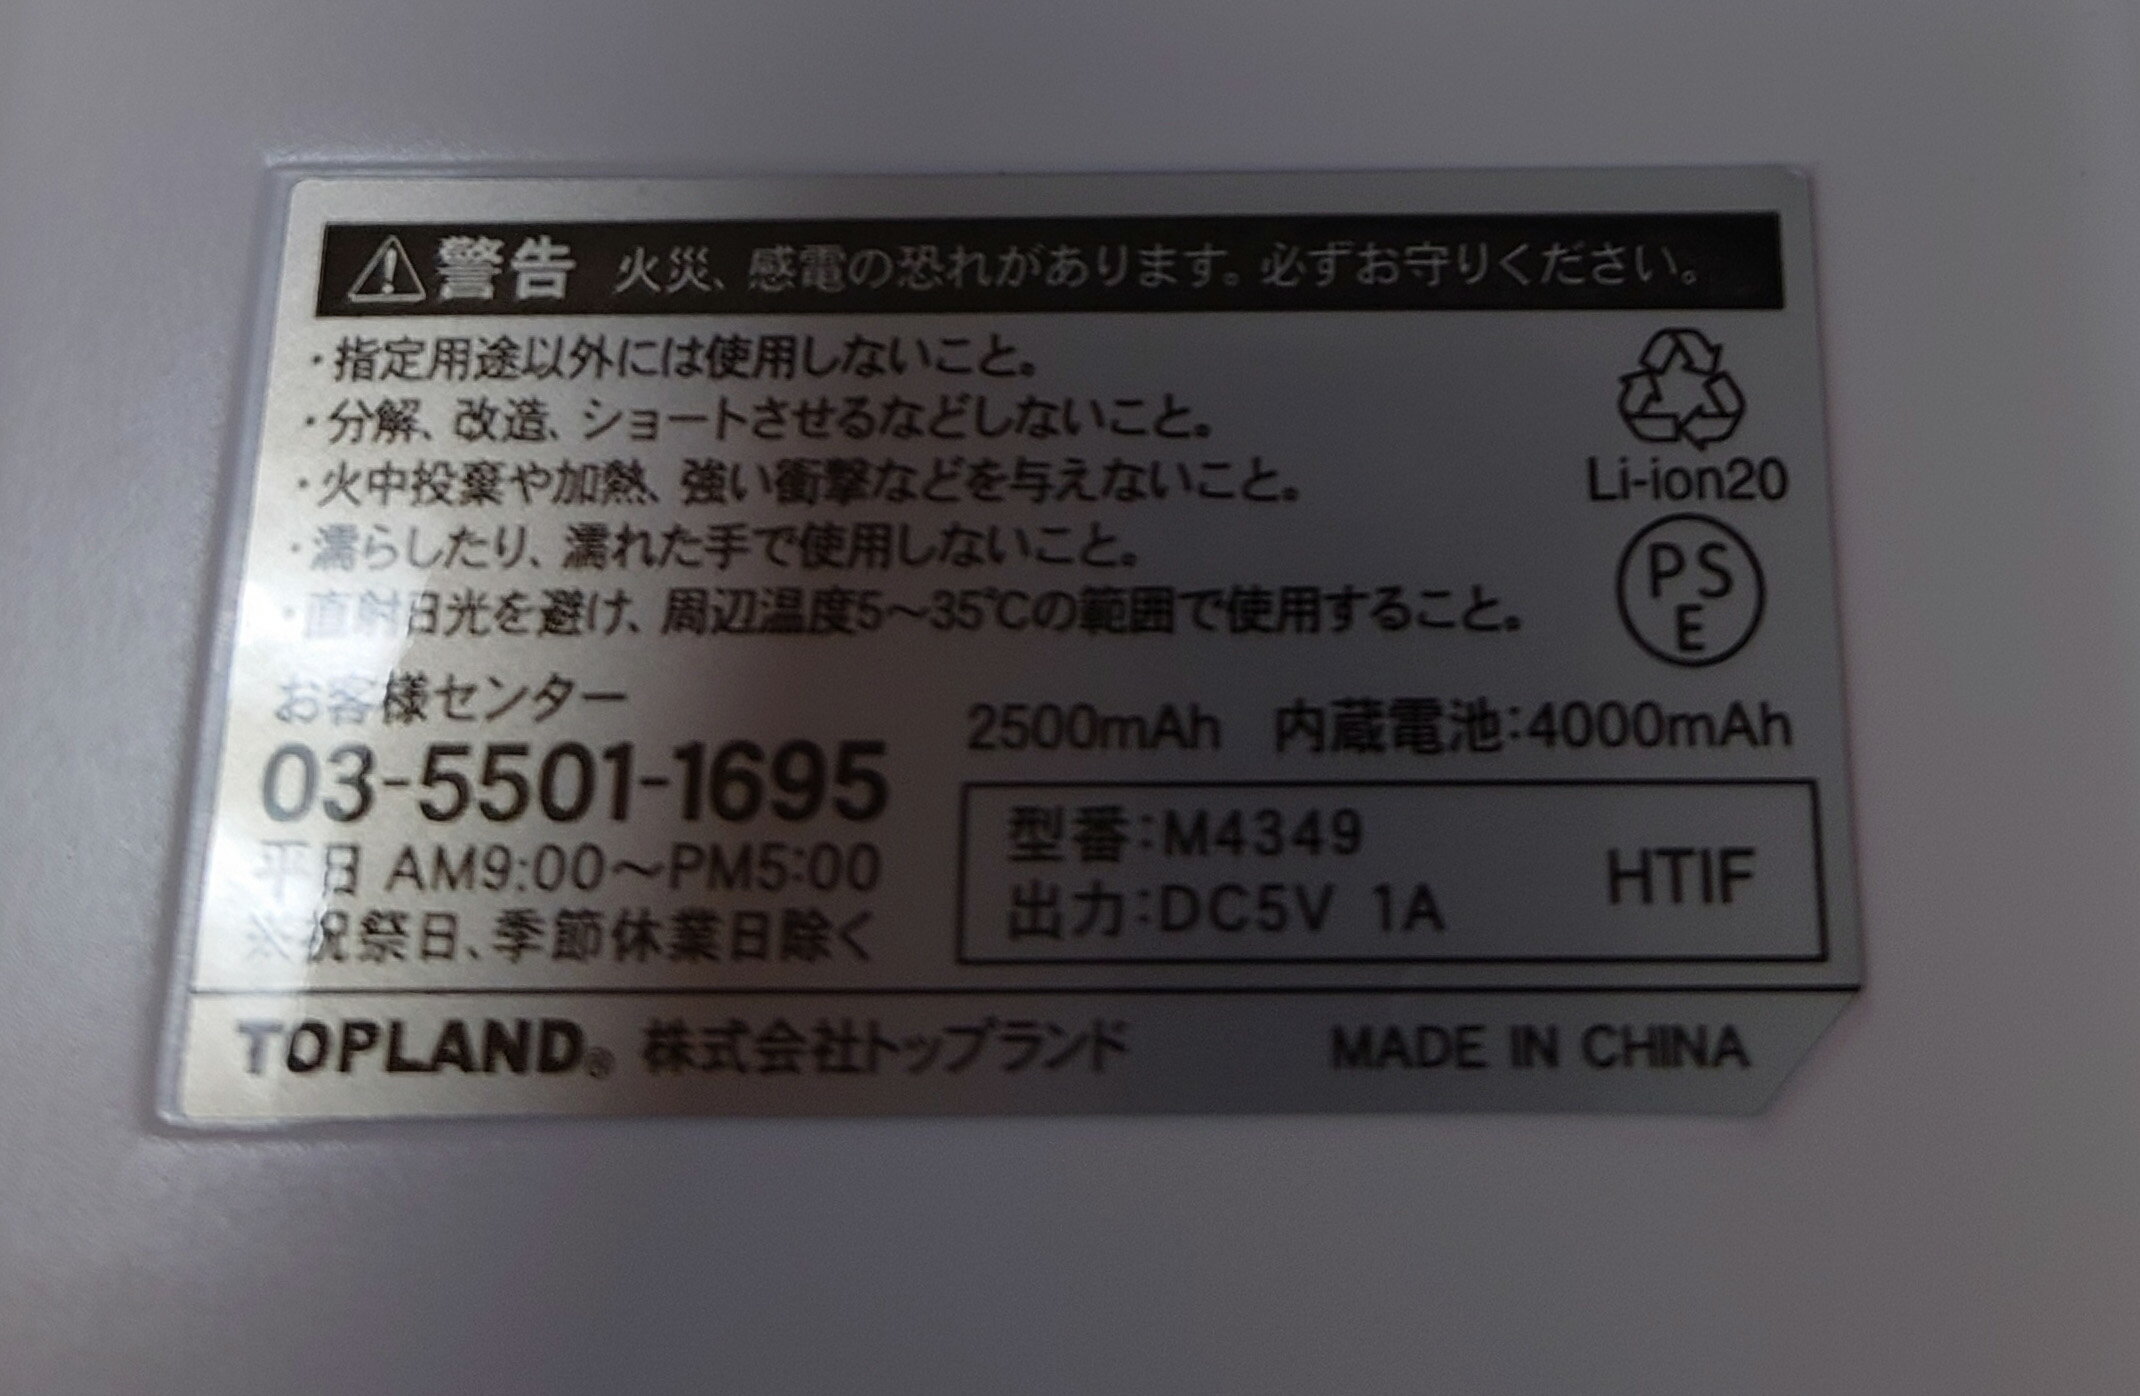 ⚠警告 火災、感電の恐れがあります。必ずお守りください。
・指定用途以外には使用しないこと。
・分解、改造、ショートさせるなどしないこと。
・火中投棄や加熱、強い衝撃などを与えないこと。
・濡らしたり、濡れた手で使用しないこと。
・直射日光を避け、周辺温度5〜35℃の範囲で使用すること。
Li-ion20
PS
E
お客様センター
03-5501-1695
平日 AM9:00〜PM5:00
※祝祭日、季節休業日除く
2500mAh 内蔵電池:4000mAh
型番:M4349
出力:DC5V 1A
HTIF
TOPLAND® 株式会社トップランド
MADE IN CHINA